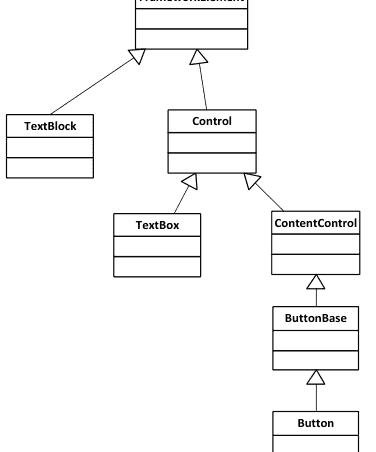 FrameworkElement
TextBlock
Control
TextBox
ContentControl
ButtonBase
Button